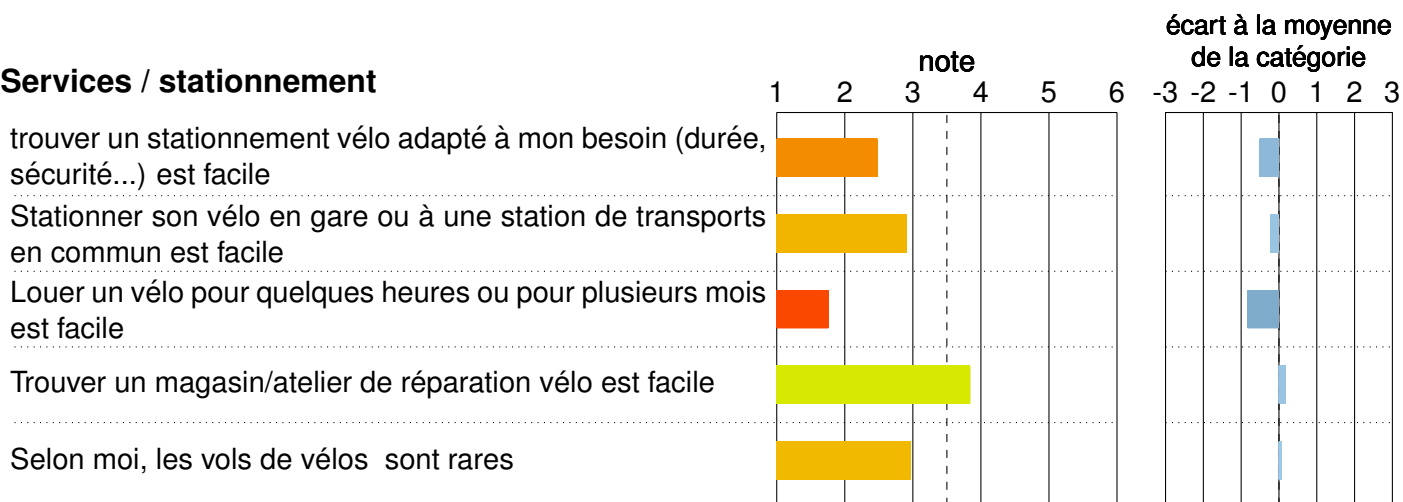 écart à la moyenne
de la catégorie
note
Services / stationnement
1 2 3 4 5 6 -3 -2 -1 0 1 2 3
trouver un stationnement vélo adapté à mon besoin (durée,
sécurité...) est facile
Stationner son vélo en gare ou à une station de transports
en commun est facile
Louer un vélo pour quelques heures ou pour plusieurs mois
est facile
Trouver un magasin/atelier de réparation vélo est facile
Selon moi, les vols de vélos sont rares